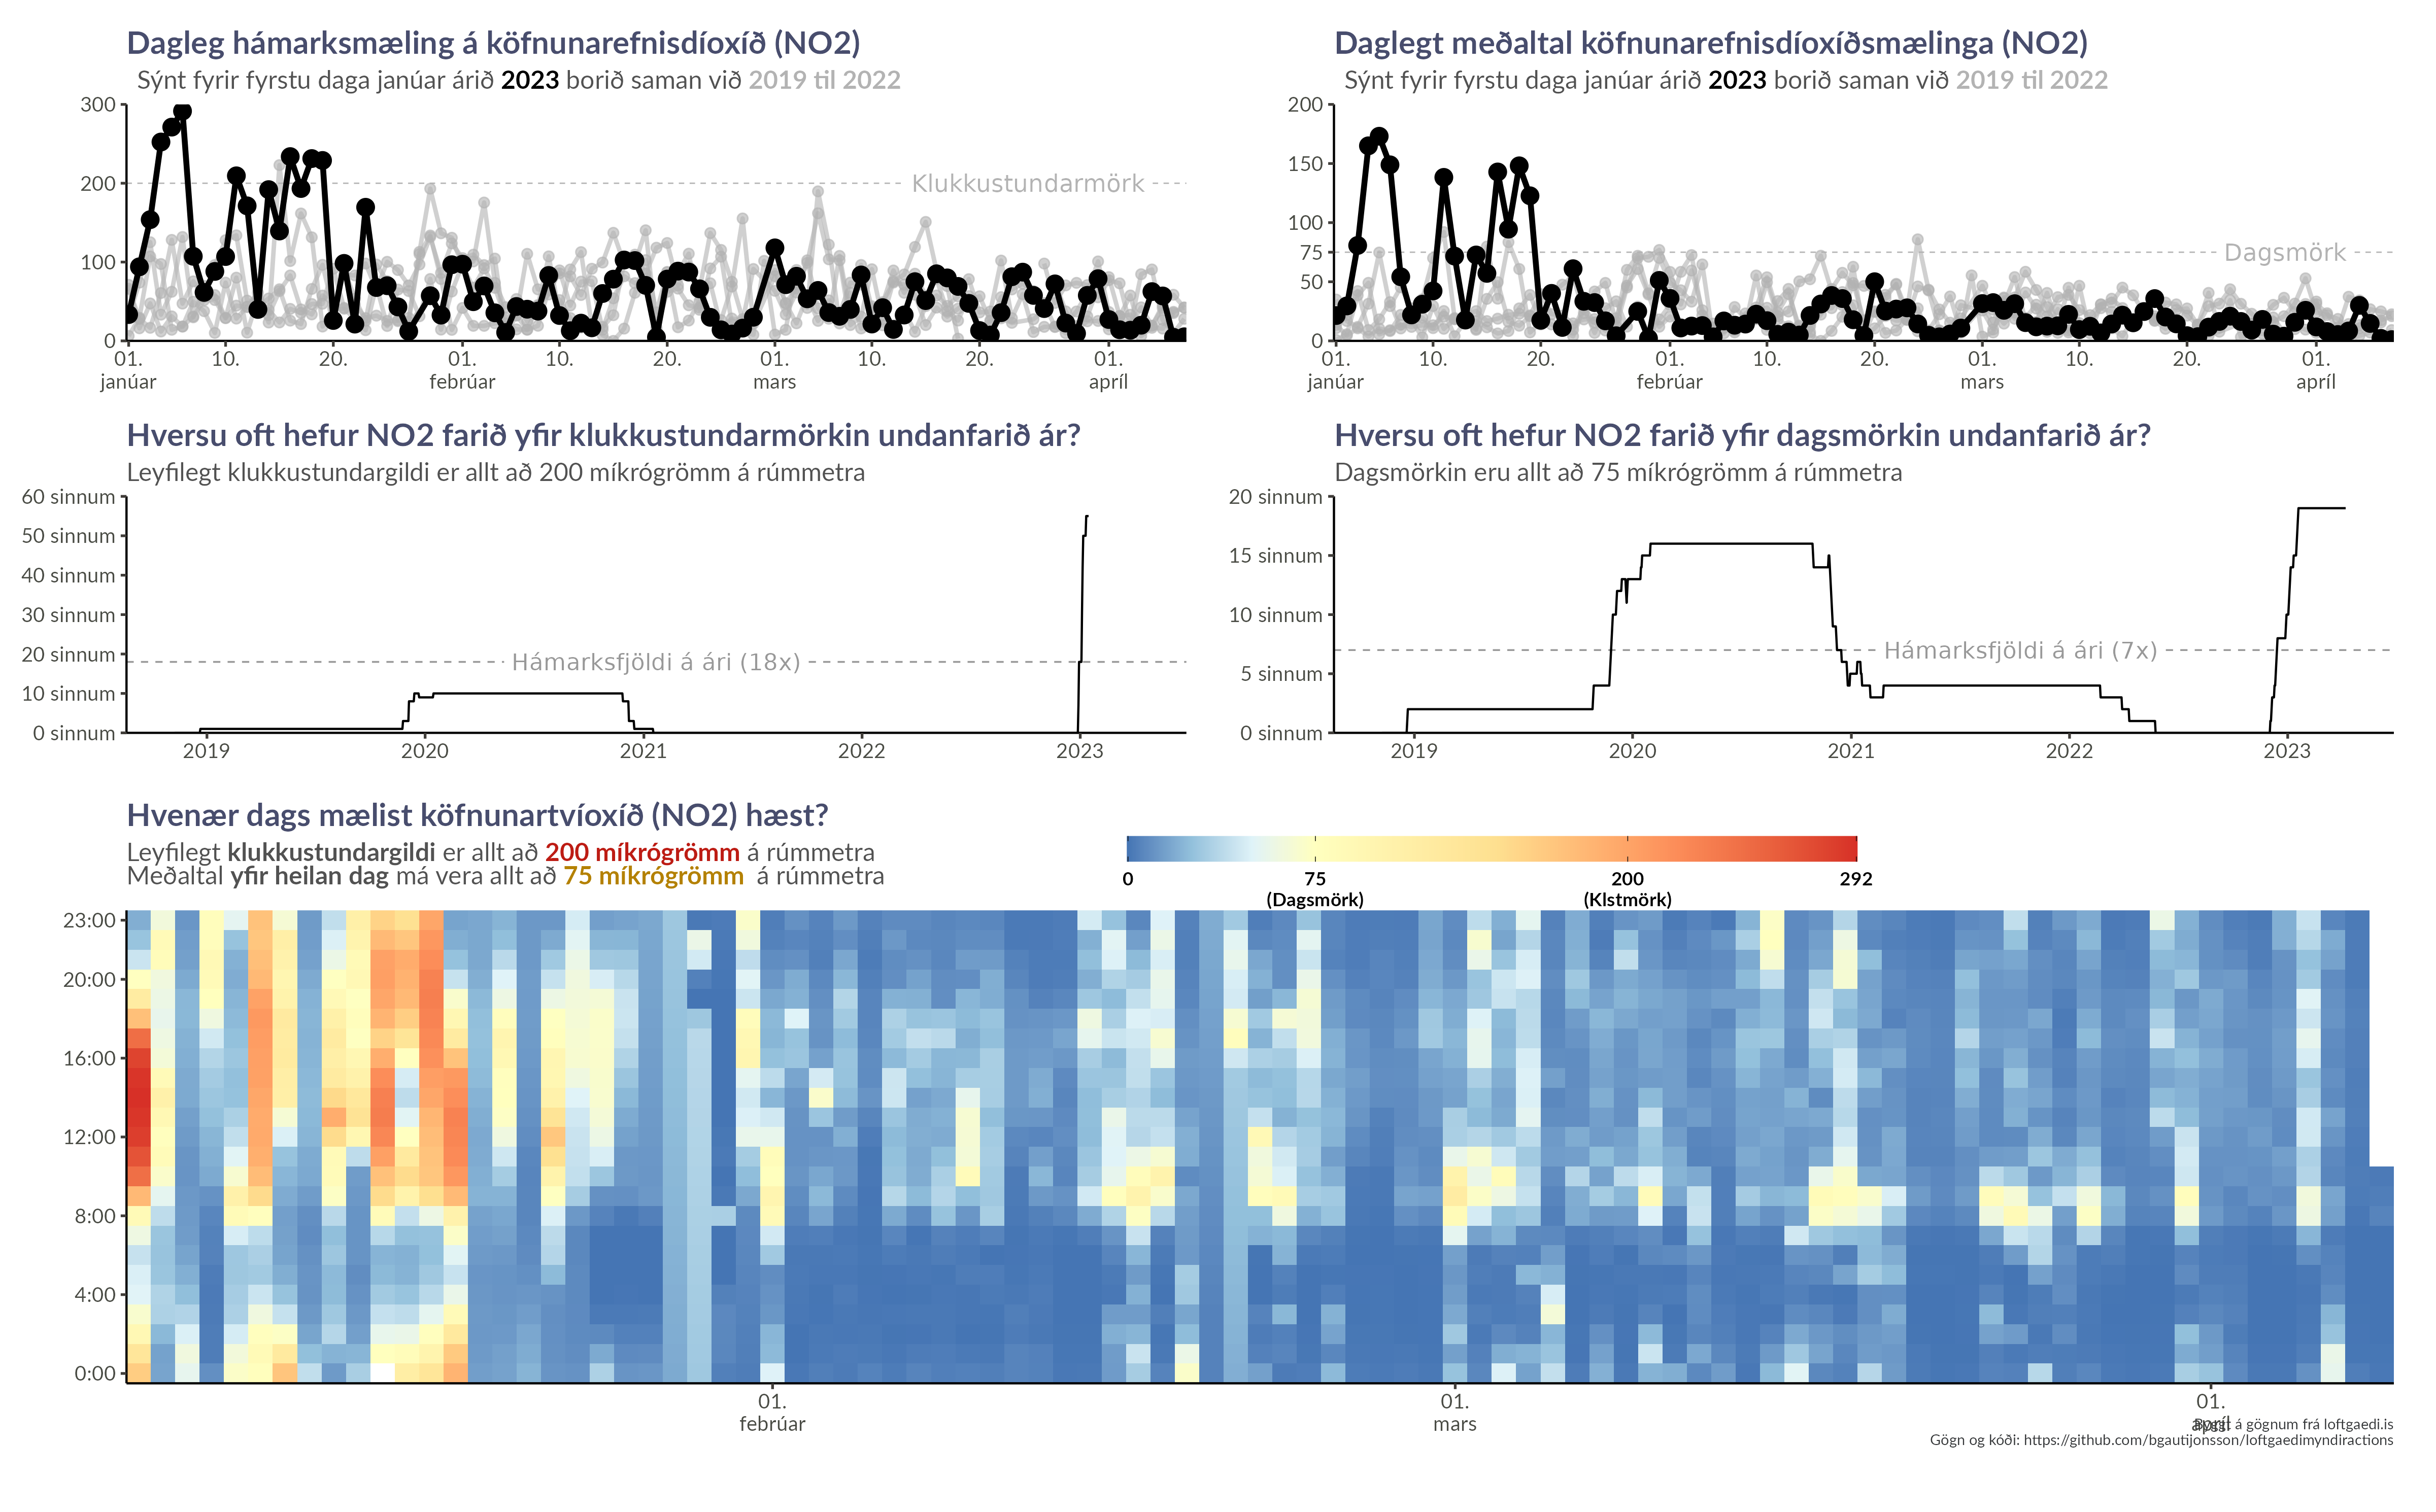 Dagleg hámarksmæling á köfnunarefnisdíoxíð (NO2)
Sýnt fyrir fyrstu daga janúar árið 2023 borið saman við 2019 til 2022
300
200
100
0
Klukkustundarmörk
01. 10. 20. 01. 10. 20. 01. 10. 20. 01.
janúar febrúar mars apríl
Daglegt meðaltal köfnunarefnisdíoxíðsmælinga (NO2)
Sýnt fyrir fyrstu daga janúar árið 2023 borið saman við 2019 til 2022
200
150
100
75
50
0
Dagsmörk
01. 10. 20. 01. 10. 20. 01. 10. 20. 01.
janúar febrúar mars apríl
Hversu oft hefur NO2 farið yfir klukkustundarmörkin undanfarið ár?
Leyfilegt klukkustundargildi er allt að 200 míkrógrömm á rúmmetra
60 sinnum
50 sinnum
40 sinnum
30 sinnum
20 sinnum
10 sinnum
0 sinnum
Hámarksfjöldi á ári (18x)
2019 2020 2021 2022 2023
Hversu oft hefur NO2 farið yfir dagsmörkin undanfarið ár?
Dagsmörkin eru allt að 75 míkrógrömm á rúmmetra
20 sinnum
15 sinnum
10 sinnum
5 sinnum
0 sinnum
Hámarksfjöldi á ári (7x)
2019 2020 2021 2022 2023
Hvenær dags mælist köfnunartvíoxíð (NO2) hæst?
Leyfilegt klukkustundargildi er allt að 200 míkrógrömm á rúmmetra
Meðaltal yfir heilan dag má vera allt að 75 míkrógrömm á rúmmetra
0 75 200 292
(Dagsmörk) (Klstmörk)
23:00
20:00
16:00
12:00
8:00
4:00
0:00
01. 01. 01.
febrúar mars apríl
Byggt á gögnum frá loftgaedi.is
Gögn og kóði: https://github.com/bgautijonsson/loftgaedimyndiractions